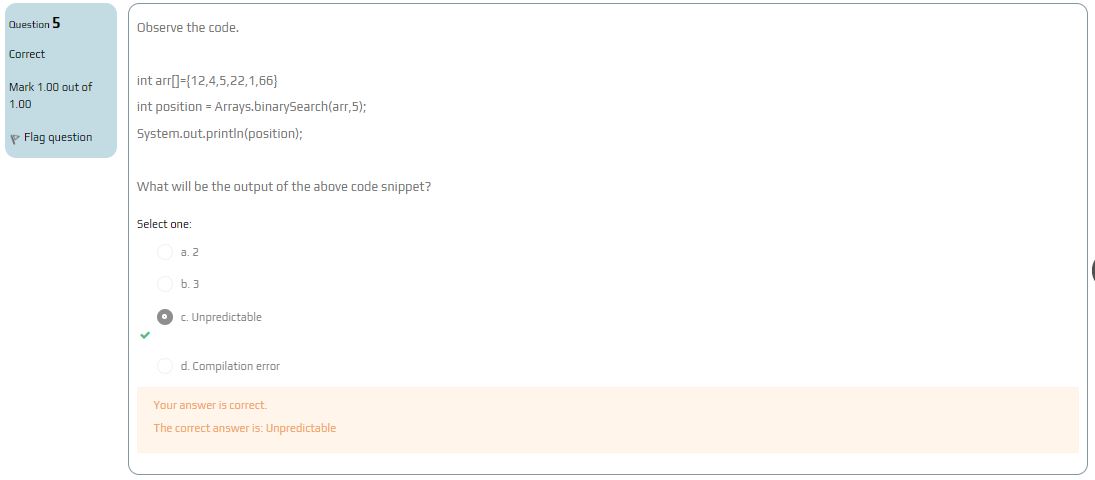 Question 5
Correct
Mark 1.00 out of
1.00
Flag question
Observe the code.
int arr[]={12,4,5,22,1,66}
int position = Arrays.binarySearch(arr,5);
System.out.println(position);
What will be the output of the above code snippet?
Select one:
a. 2
b. 3
c. Unpredictable
d. Compilation error
Your answer is correct.
The correct answer is: Unpredictable